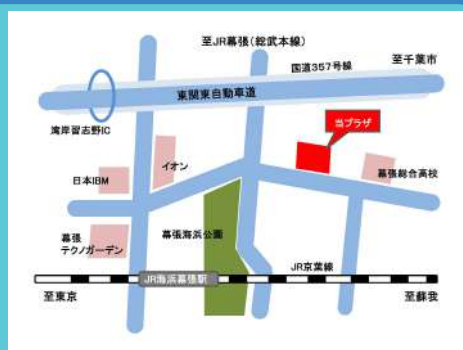 至JR幕張(総武本線)
国道357号線
至千葉市
東関東自動車道
湾岸習志野IC
当プラザ
イオン
日本IBM
幕張総合高校
幕張海浜公園
幕張
テクノガーデン
JR京葉線
JR海浜幕張駅
至東京
至蘇我